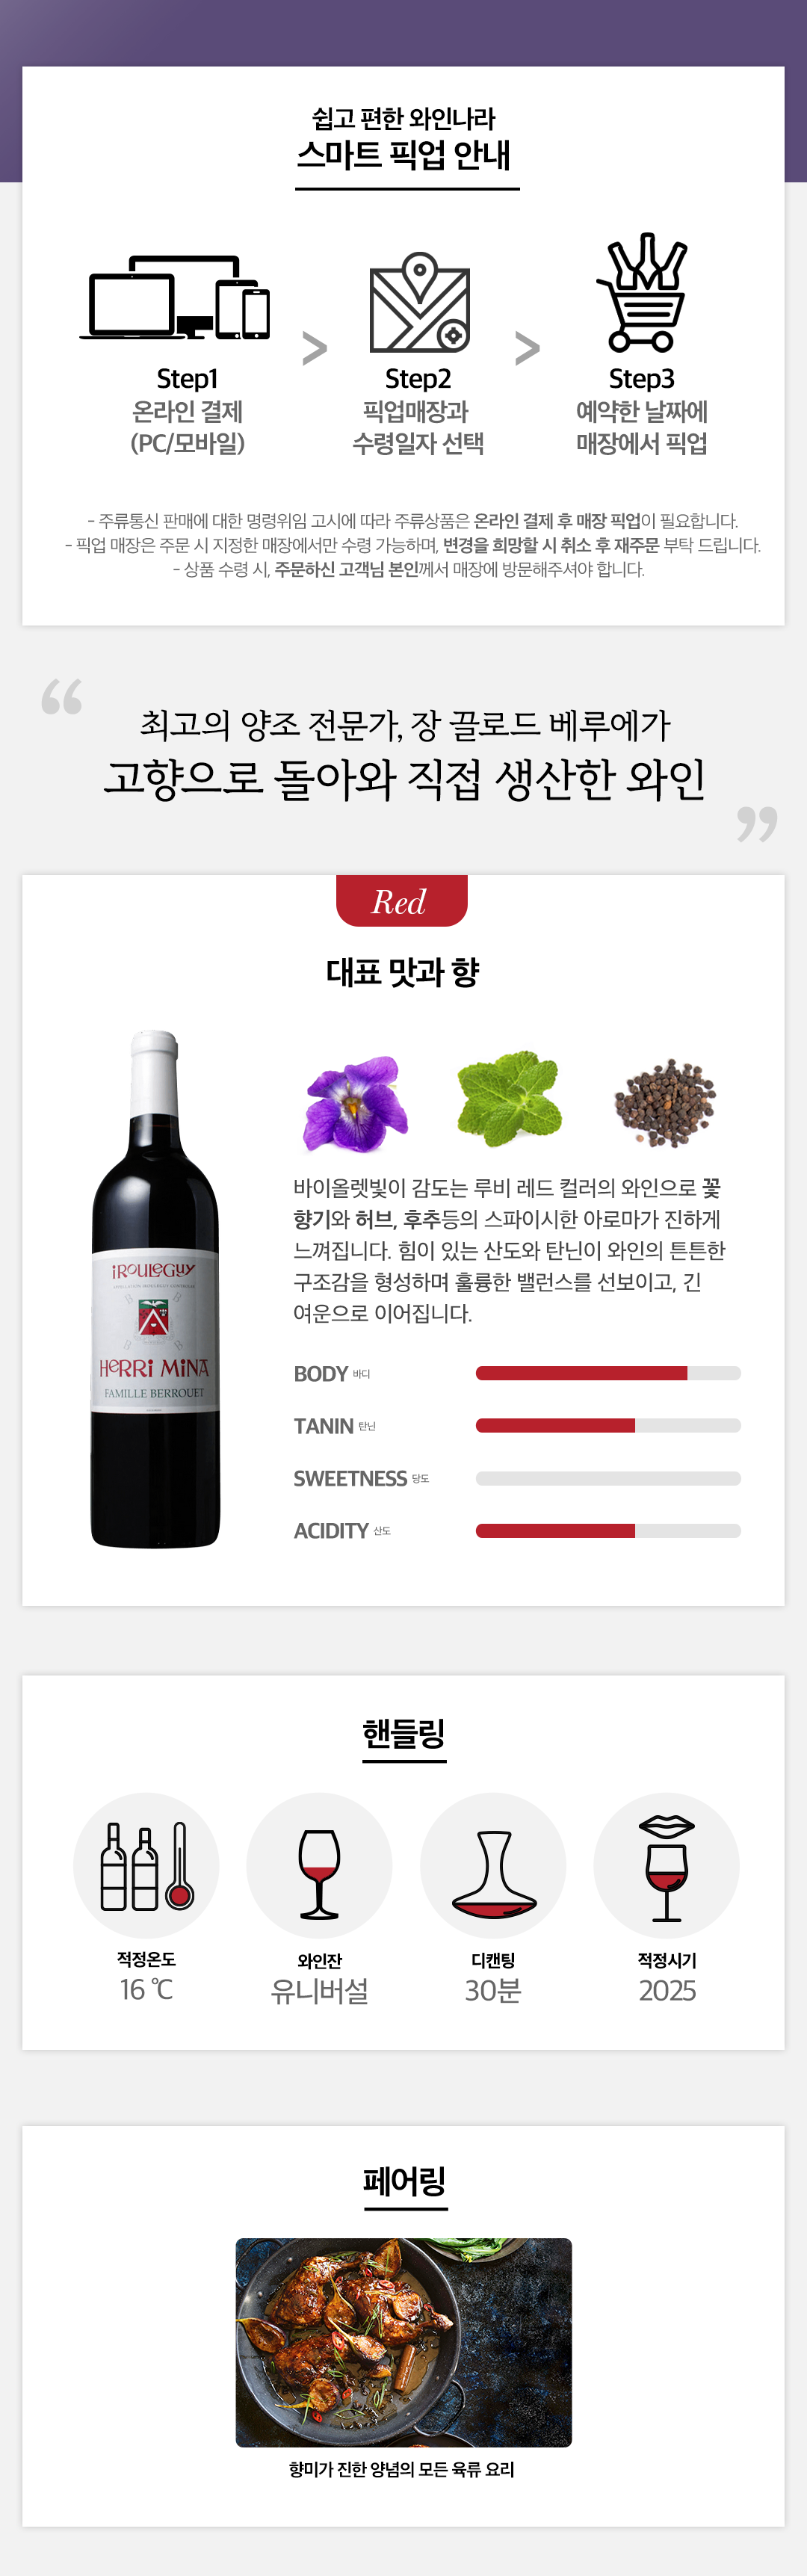 쉽고 편한 와인나라
스마트 픽업 안내
Step1
온라인 결제
(PC/모바일)
>
Step2
픽업매장과
수령일자 선택
>
Step3
예약한 날짜에
매장에서 픽업
- 주류통신 판매에 대한 명령위임 고시에 따라 주류상품은 온라인 결제 후 매장 픽업이 필요합니다.
- 픽업 매장은 주문 시 지정한 매장에서만 수령 가능하며, 변경을 희망할 시 취소 후 재주문 부탁 드립니다.
- 상품 수령 시, 주문하신 고객님 본인께서 매장에 방문해주셔야 합니다.
“
최고의 양조 전문가, 장 끌로드 베루에가
고향으로 돌아와 직접 생산한 와인
”
Red
대표 맛과 향
iROULEGUY
HERRi MiNA
FAMILLE BERROUET
바이올렛빛이 감도는 루비 레드 컬러의 와인으로 꽃
향기와 허브, 후추등의 스파이시한 아로마가 진하게
느껴집니다. 힘이 있는 산도와 탄닌이 와인의 튼튼한
구조감을 형성하며 훌륭한 밸런스를 선보이고, 긴
여운으로 이어집니다.
BODY 바디
TANIN 탄닌
SWEETNESS 당도
ACIDITY 산도
핸들링
적정온도
16 ℃
와인잔
유니버설
디캔팅
30분
적정시기
2025
페어링
향미가 진한 양념의 모든 육류 요리